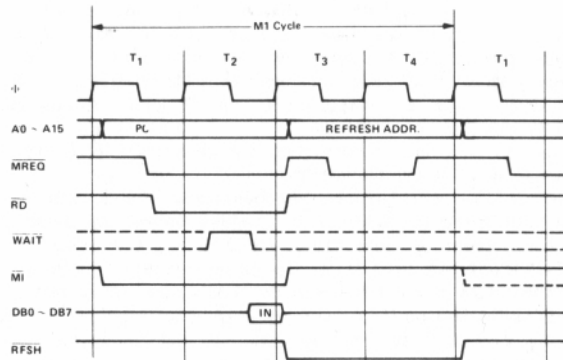 M1 Cycle
T1 T2 T3 T4 T1
Φ
A0 ~ A15 PC REFRESH ADDR.
MREQ
RD
WAIT
MI
DB0 ~ DB7 IN
RFSH